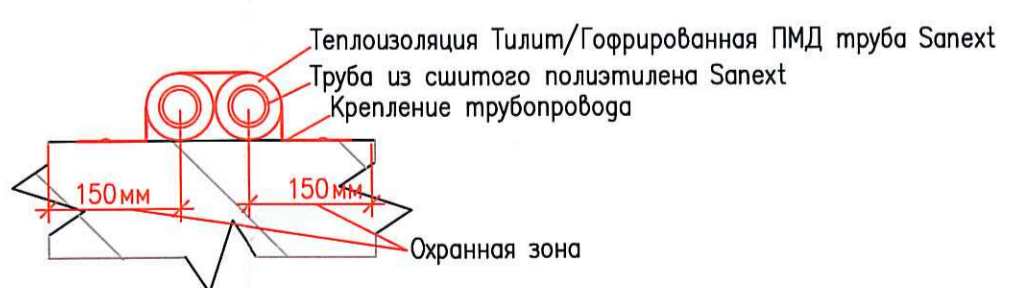 Теплоизоляция Тилит/Гофрированная ПМД труба Sanext
Труба из сшитого полиэтилена Sanext
Крепление трубопровода
150мм
150мм
Охранная зона